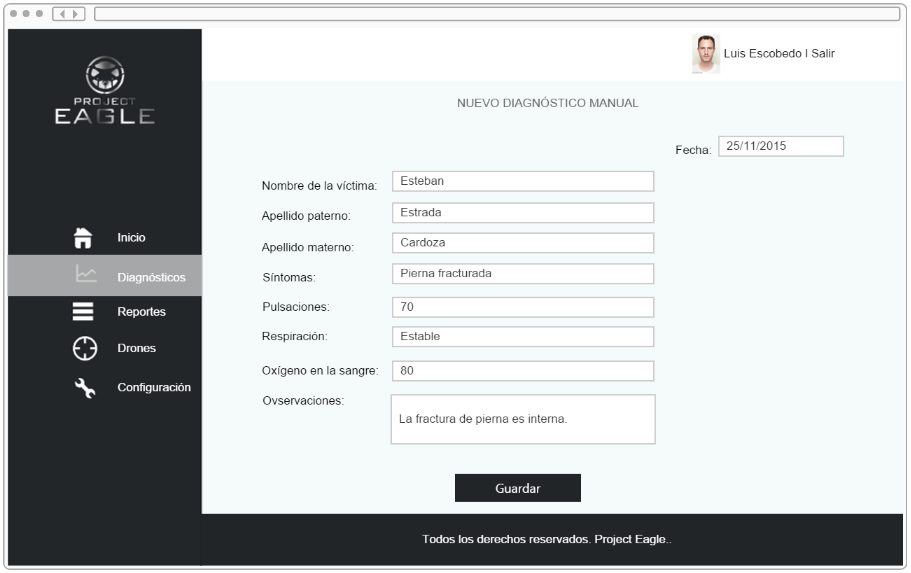 Luis Escobedo I Salir
PROJECT
EAGLE
NUEVO DIAGNÓSTICO MANUAL
Fecha: 25/11/2015
Nombre de la víctima: Esteban
Apellido paterno: Estrada
Apellido materno: Cardoza
Síntomas: Pierna fracturada
Pulsaciones: 70
Respiración: Estable
Oxígeno en la sangre: 80
Ovservaciones: La fractura de pierna es interna.
Guardar
Inicio
Diagnósticos
Reportes
Drones
Configuración
Todos los derechos reservados. Project Eagle..